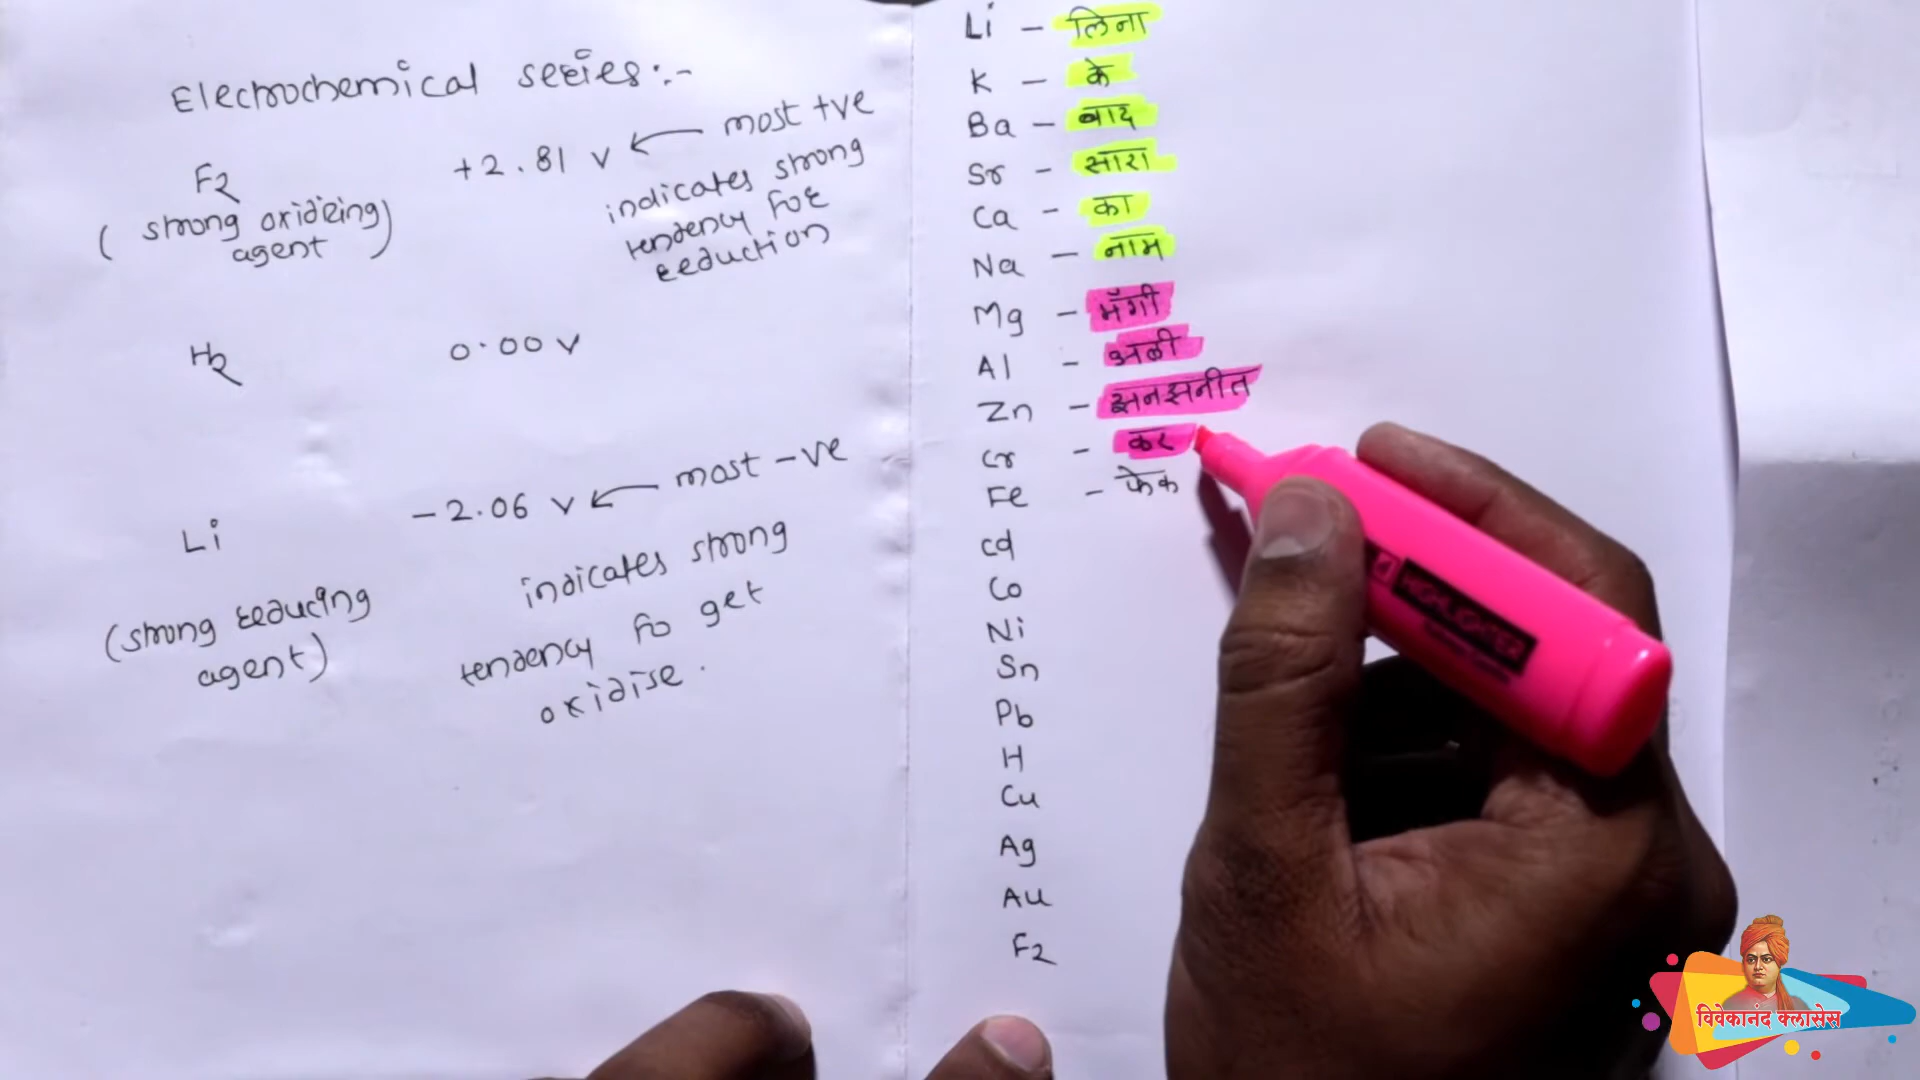 Electrochemical series:-
F2 +2.81 V ← most +ve
(strong oxidizing agent)
indicates strong
tendency for
reduction
H2 0.00 V
Li -2.06 V ← most -ve
(strong reducing
agent)
indicates strong
tendency to get
oxidise.
Li - लिना
K - के
Ba - बाद
Sr - सारा
Ca - का
Na - नाम
Mg - मॅगी
Al - अली
Zn - झनझनीत
Cr - कर
Fe - फेक
Cd
Co
Ni
Sn
Pb
H
Cu
Ag
Au
F2
HIGHLIGHTER
विवेकानंद क्लासेस